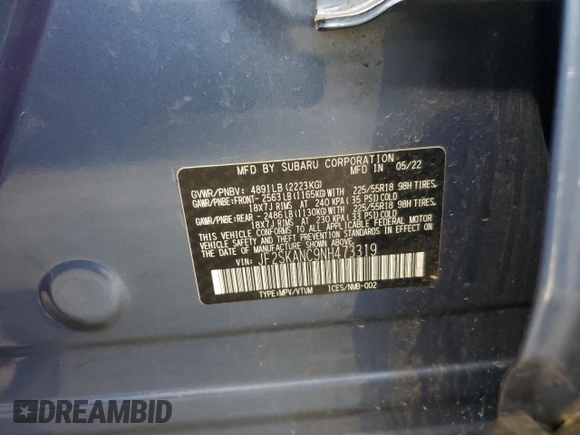 MFD BY SUBARU CORPORATION
MFD IN 05/22
GVWR/PNBV: 4891LB(2223KG)
GAWR/PNBE:FRONT- 2563LB(1165KG)WITH 225/55R18 98H TIRES,
18X7J RIMS AT 240 KPA( 35 PSI)COLD
GAWR/PNBE:REAR -2486LB(1130KG)WITH 225/55R18 98H TIRES,
18X7J RIMS AT 230 KPA( 33 PSI)COLD
THIS VEHICLE CONFORMS TO ALL APPLICABLE FEDERAL MOTOR
VEHICLE SAFETY AND THEFT PREVENTION STANDARDS IN EFFECT ON
THE DATE OF MANUFACTURE SHOWN ABOVE.
VIN: JF2SKANC9NH473319
TYPE:MPV/VTUM ICES/NMB-002
DREAMBID